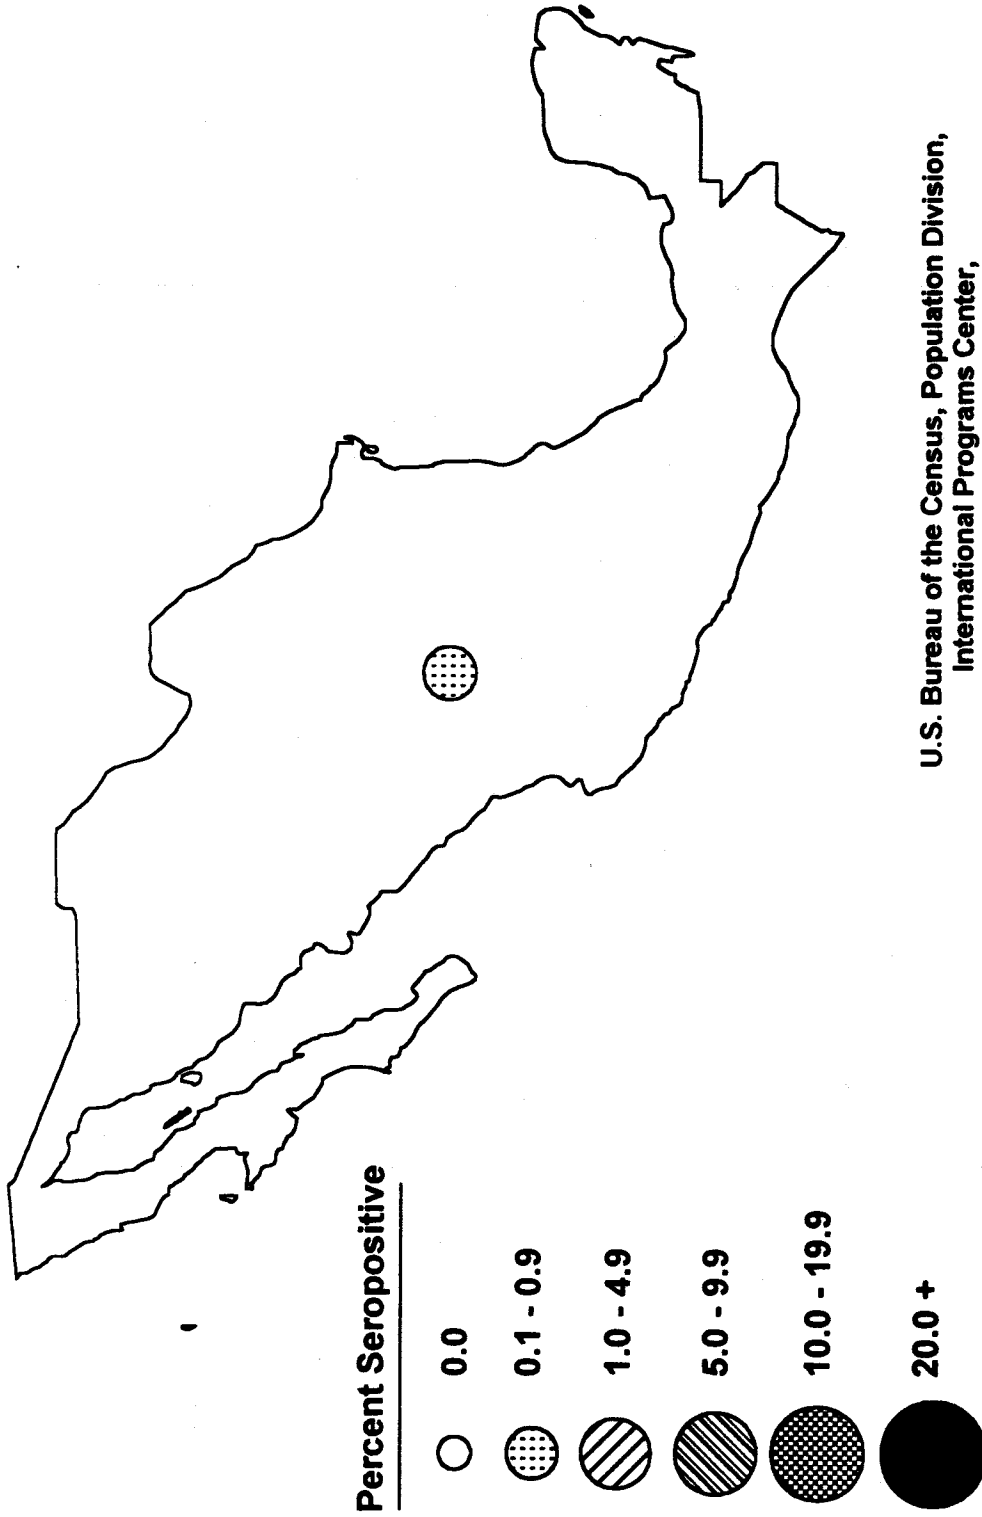 Percent Seropositive
0.0
0.1 - 0.9
1.0 - 4.9
5.0 - 9.9
10.0 - 19.9
20.0 +
U.S. Bureau of the Census, Population Division,
International Programs Center,